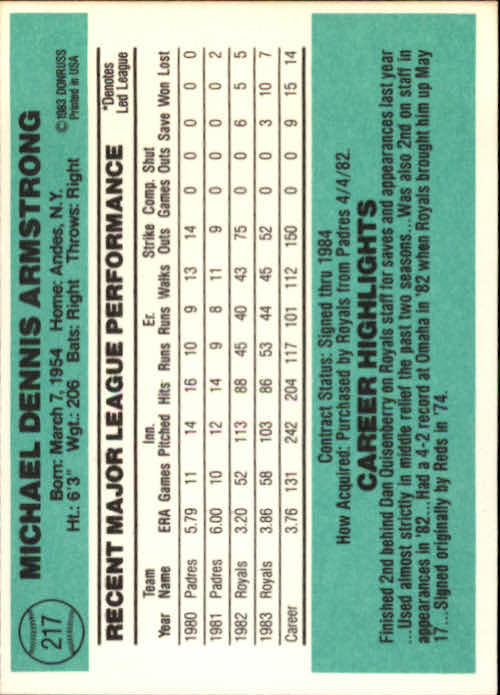 217
MICHAEL DENNIS ARMSTRONG
Born: March 7, 1954 Home: Andes, N.Y.
Ht.: 6'3" Wgt.: 206 Bats: Right Throws: Right
©1983 DONRUSS
Printed in USA
RECENT MAJOR LEAGUE PERFORMANCE
*Denotes
Led League
Team Inn. Er. Strike Comp. Shut
Year Name ERA Games Pitched Hits Runs Runs Walks Outs Games Outs Save Won Lost
1980 Padres 5.79 11 14 16 10 9 13 14 0 0 0 0 0
1981 Padres 6.00 10 12 14 9 8 11 9 0 0 0 0 2
1982 Royals 3.20 52 113 88 45 40 43 75 0 0 6 5 5
1983 Royals 3.86 58 103 86 53 44 45 52 0 0 3 10 7
Career 3.76 131 242 204 117 101 112 150 0 0 9 15 14
Contract Status: Signed thru 1984
How Acquired: Purchased by Royals from Padres 4/4/82.
CAREER HIGHLIGHTS
Finished 2nd behind Dan Quisenberry on Royals staff for saves and appearances last year
...Used almost strictly in middle relief the past two seasons...Was also 2nd on staff in
appearances in '82...Had a 4-2 record at Omaha in '82 when Royals brought him up May
17...Signed originally by Reds in '74.